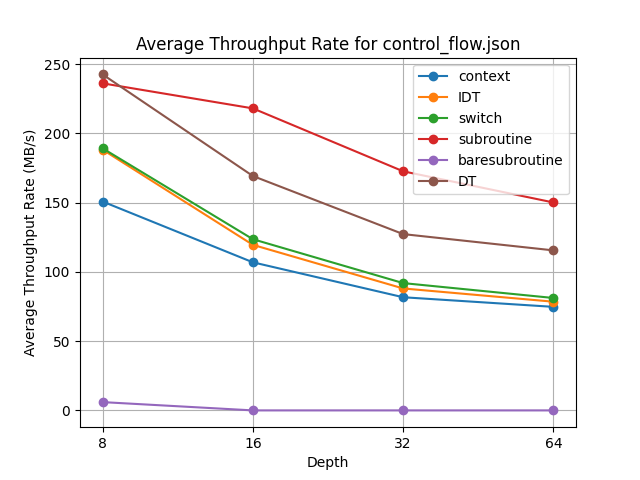 Average Throughput Rate for control_flow.json
250
200
150
100
50
0
Average Throughput Rate (MB/s)
context
IDT
switch
subroutine
baresubroutine
DT
8
16
32
64
Depth